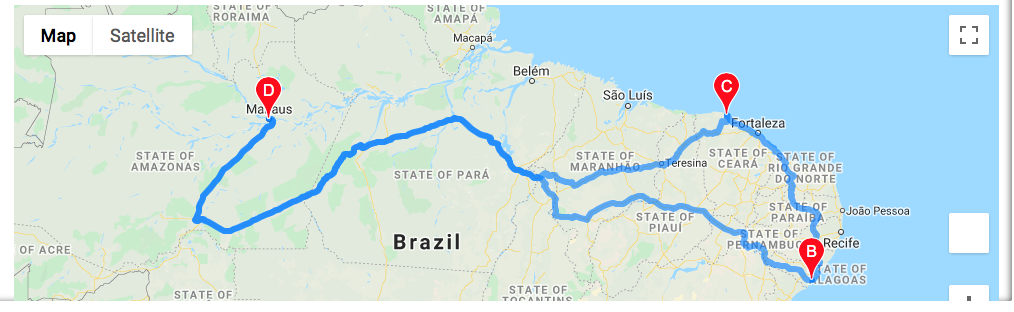 STATE OF
RORAIMA
STATE OF
AMAPÁ
Map
Satellite
Macapá
Belém
D
Manaus
São Luís
C
Fortaleza
STATE OF
AMAZONAS
STATE OF
MARANHÃO
Teresina
STATE OF
CEARÁ
STATE OF
RIO GRANDE
DO NORTE
STATE OF PARÁ
STATE OF
PARAÍBA
João Pessoa
STATE OF
PIAUÍ
Brazil
STATE OF
PERNAMBUCO
Recife
OF ACRE
B
STATE OF
ALAGOAS
STATE OF
STATE OF
TOCANTINS